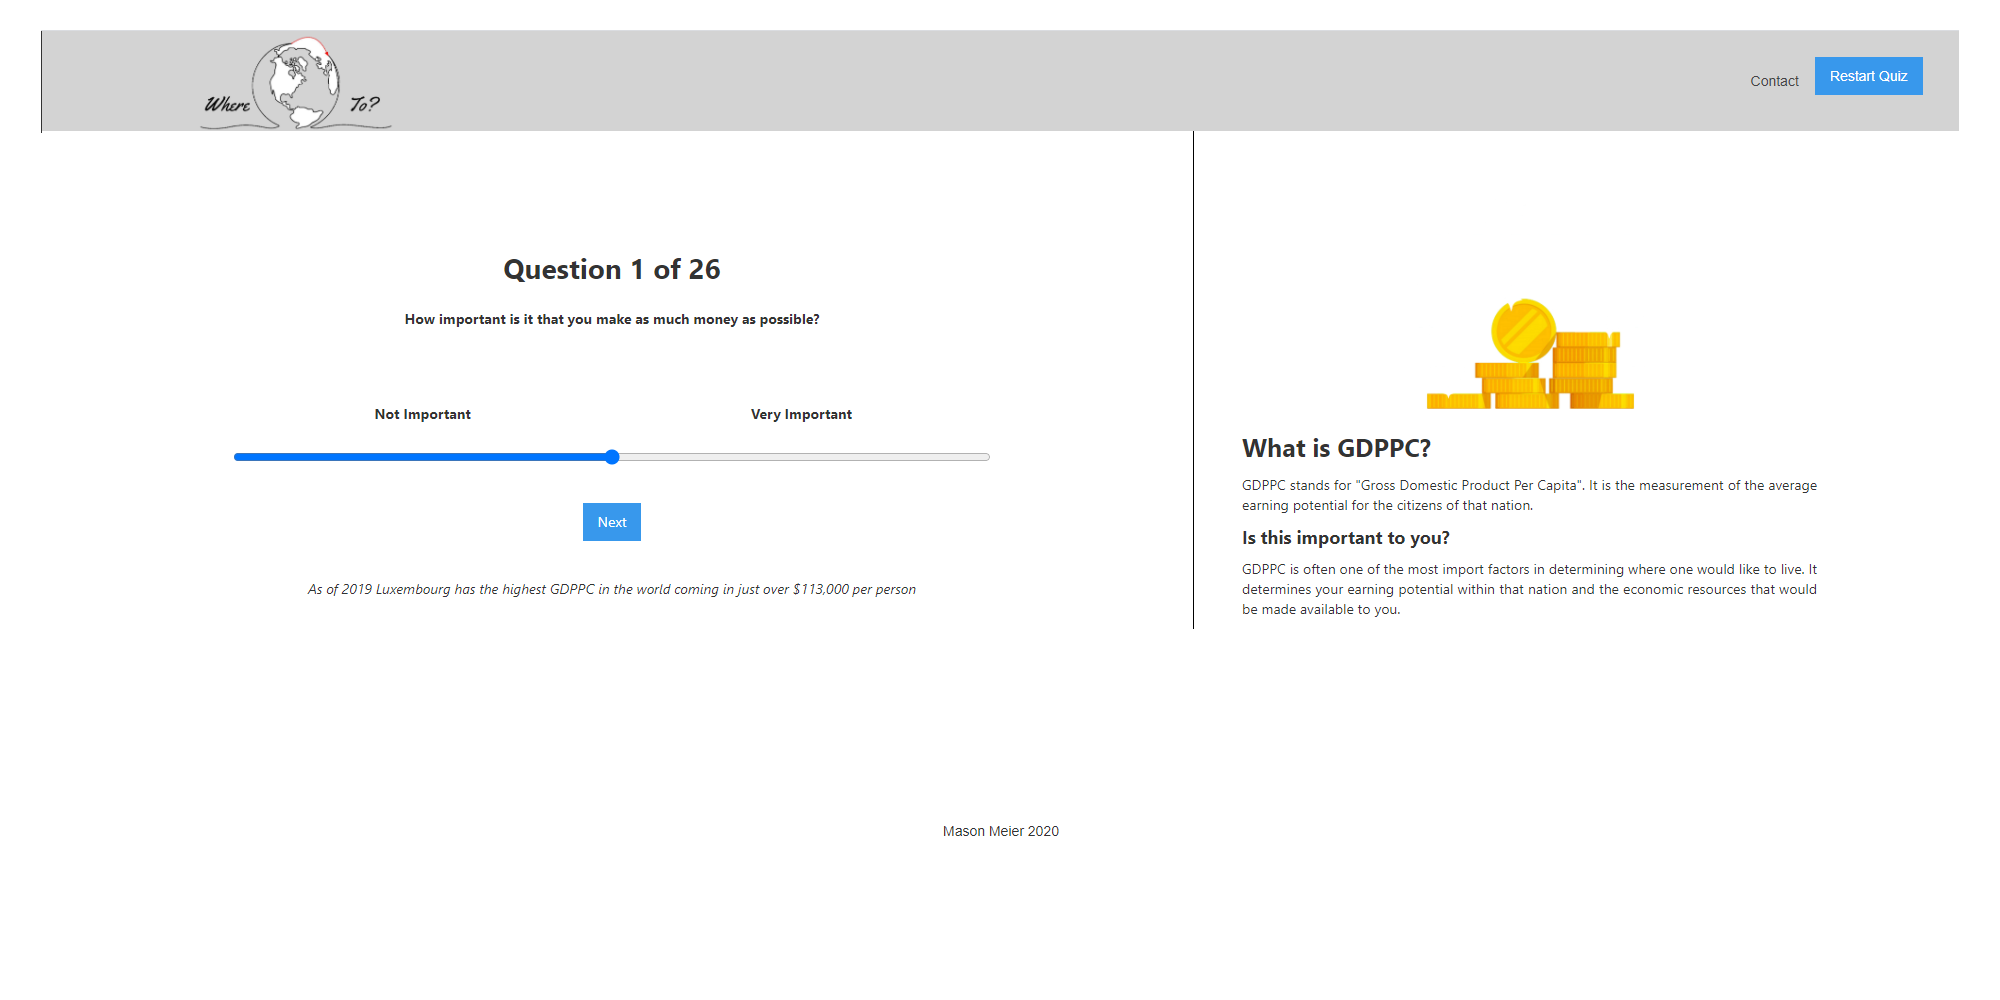 Where To?
Contact
Restart Quiz
Question 1 of 26
How important is it that you make as much money as possible?
Not Important
Very Important
Next
As of 2019 Luxembourg has the highest GDPPC in the world coming in just over $113,000 per person
What is GDPPC?
GDPPC stands for "Gross Domestic Product Per Capita". It is the measurement of the average
earning potential for the citizens of that nation.
Is this important to you?
GDPPC is often one of the most import factors in determining where one would like to live. It
determines your earning potential within that nation and the economic resources that would
be made available to you.
Mason Meier 2020